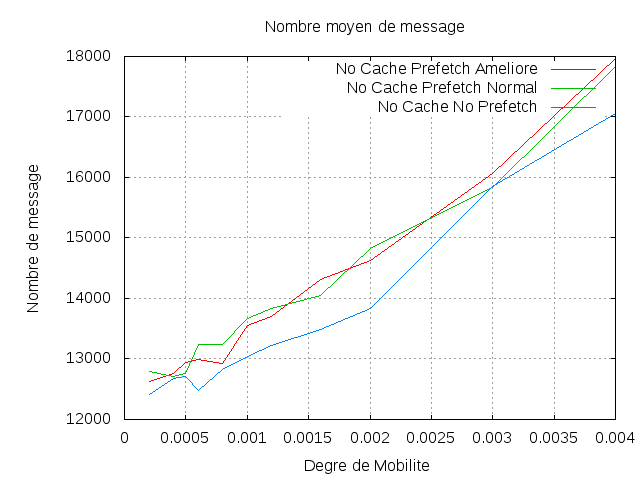 Nombre moyen de message
18000
17000
16000
15000
14000
13000
12000
Nombre de message
No Cache Prefetch Ameliore
No Cache Prefetch Normal
No Cache No Prefetch
0 0.0005 0.001 0.0015 0.002 0.0025 0.003 0.0035 0.004
Degre de Mobilite